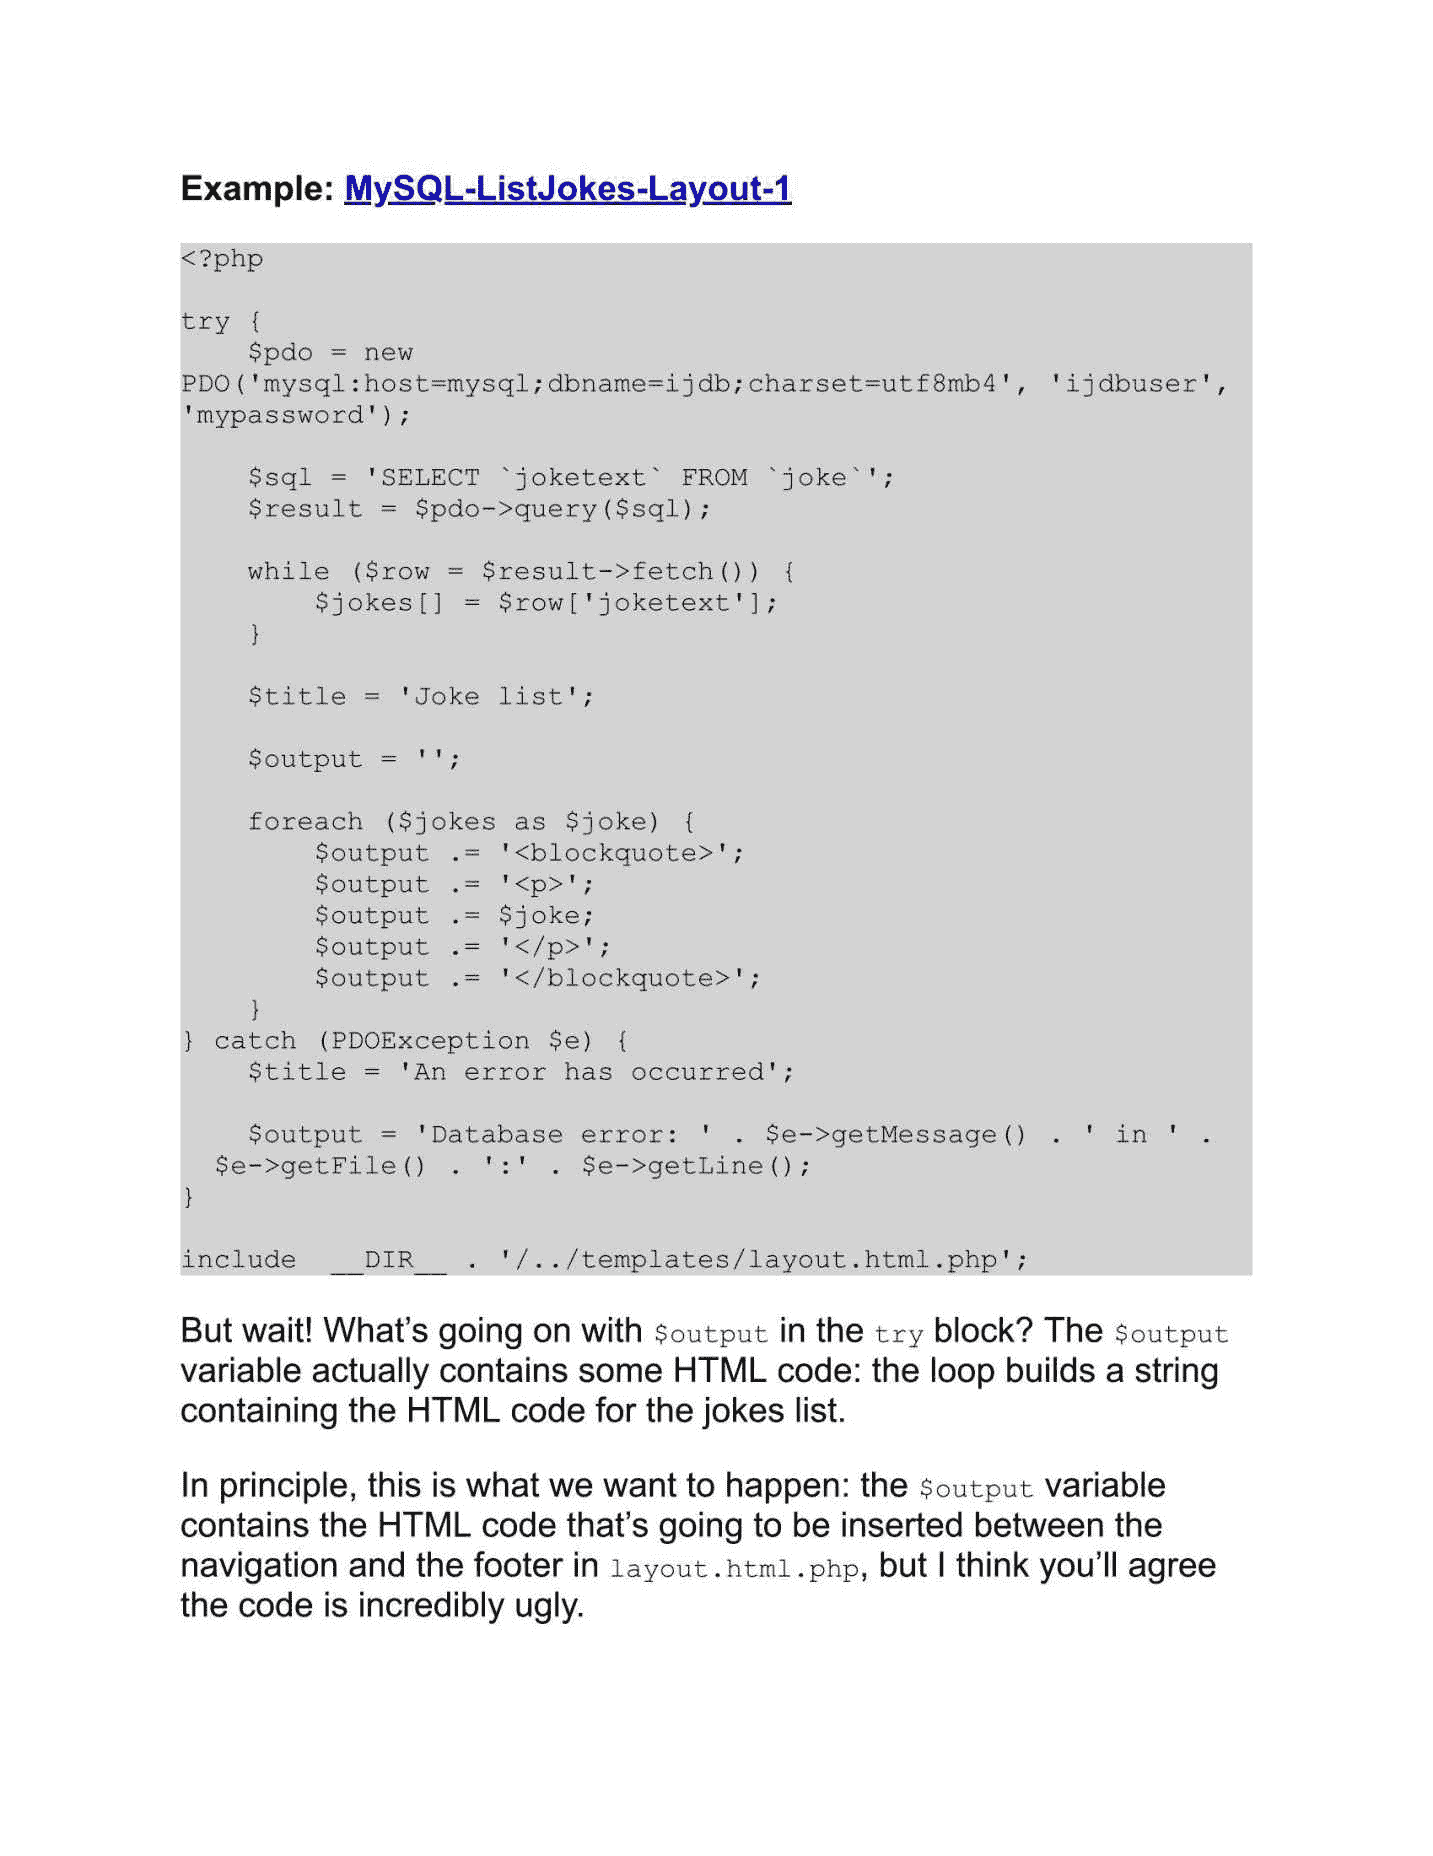 Example: MySQL-ListJokes-Layout-1
<?php
try {
    $pdo = new
PDO('mysql:host=mysql;dbname=ijdb;charset=utf8mb4', 'ijdbuser',
'mypassword');
    $sql = 'SELECT `joketext` FROM `joke`';
    $result = $pdo->query($sql);
    while ($row = $result->fetch()) {
        $jokes[] = $row['joketext'];
    }
    $title = 'Joke list';
    $output = '';
    foreach ($jokes as $joke) {
        $output .= '<blockquote>';
        $output .= '<p>';
        $output .= $joke;
        $output .= '</p>';
        $output .= '</blockquote>';
    }
} catch (PDOException $e) {
    $title = 'An error has occurred';
    $output = 'Database error: ' . $e->getMessage() . ' in ' .
  $e->getFile() . ':' . $e->getLine();
}
include  __DIR__ . '/../templates/layout.html.php';
But wait! What’s going on with $output in the try block? The $output
variable actually contains some HTML code: the loop builds a string
containing the HTML code for the jokes list.
In principle, this is what we want to happen: the $output variable
contains the HTML code that’s going to be inserted between the
navigation and the footer in layout.html.php, but I think you’ll agree
the code is incredibly ugly.